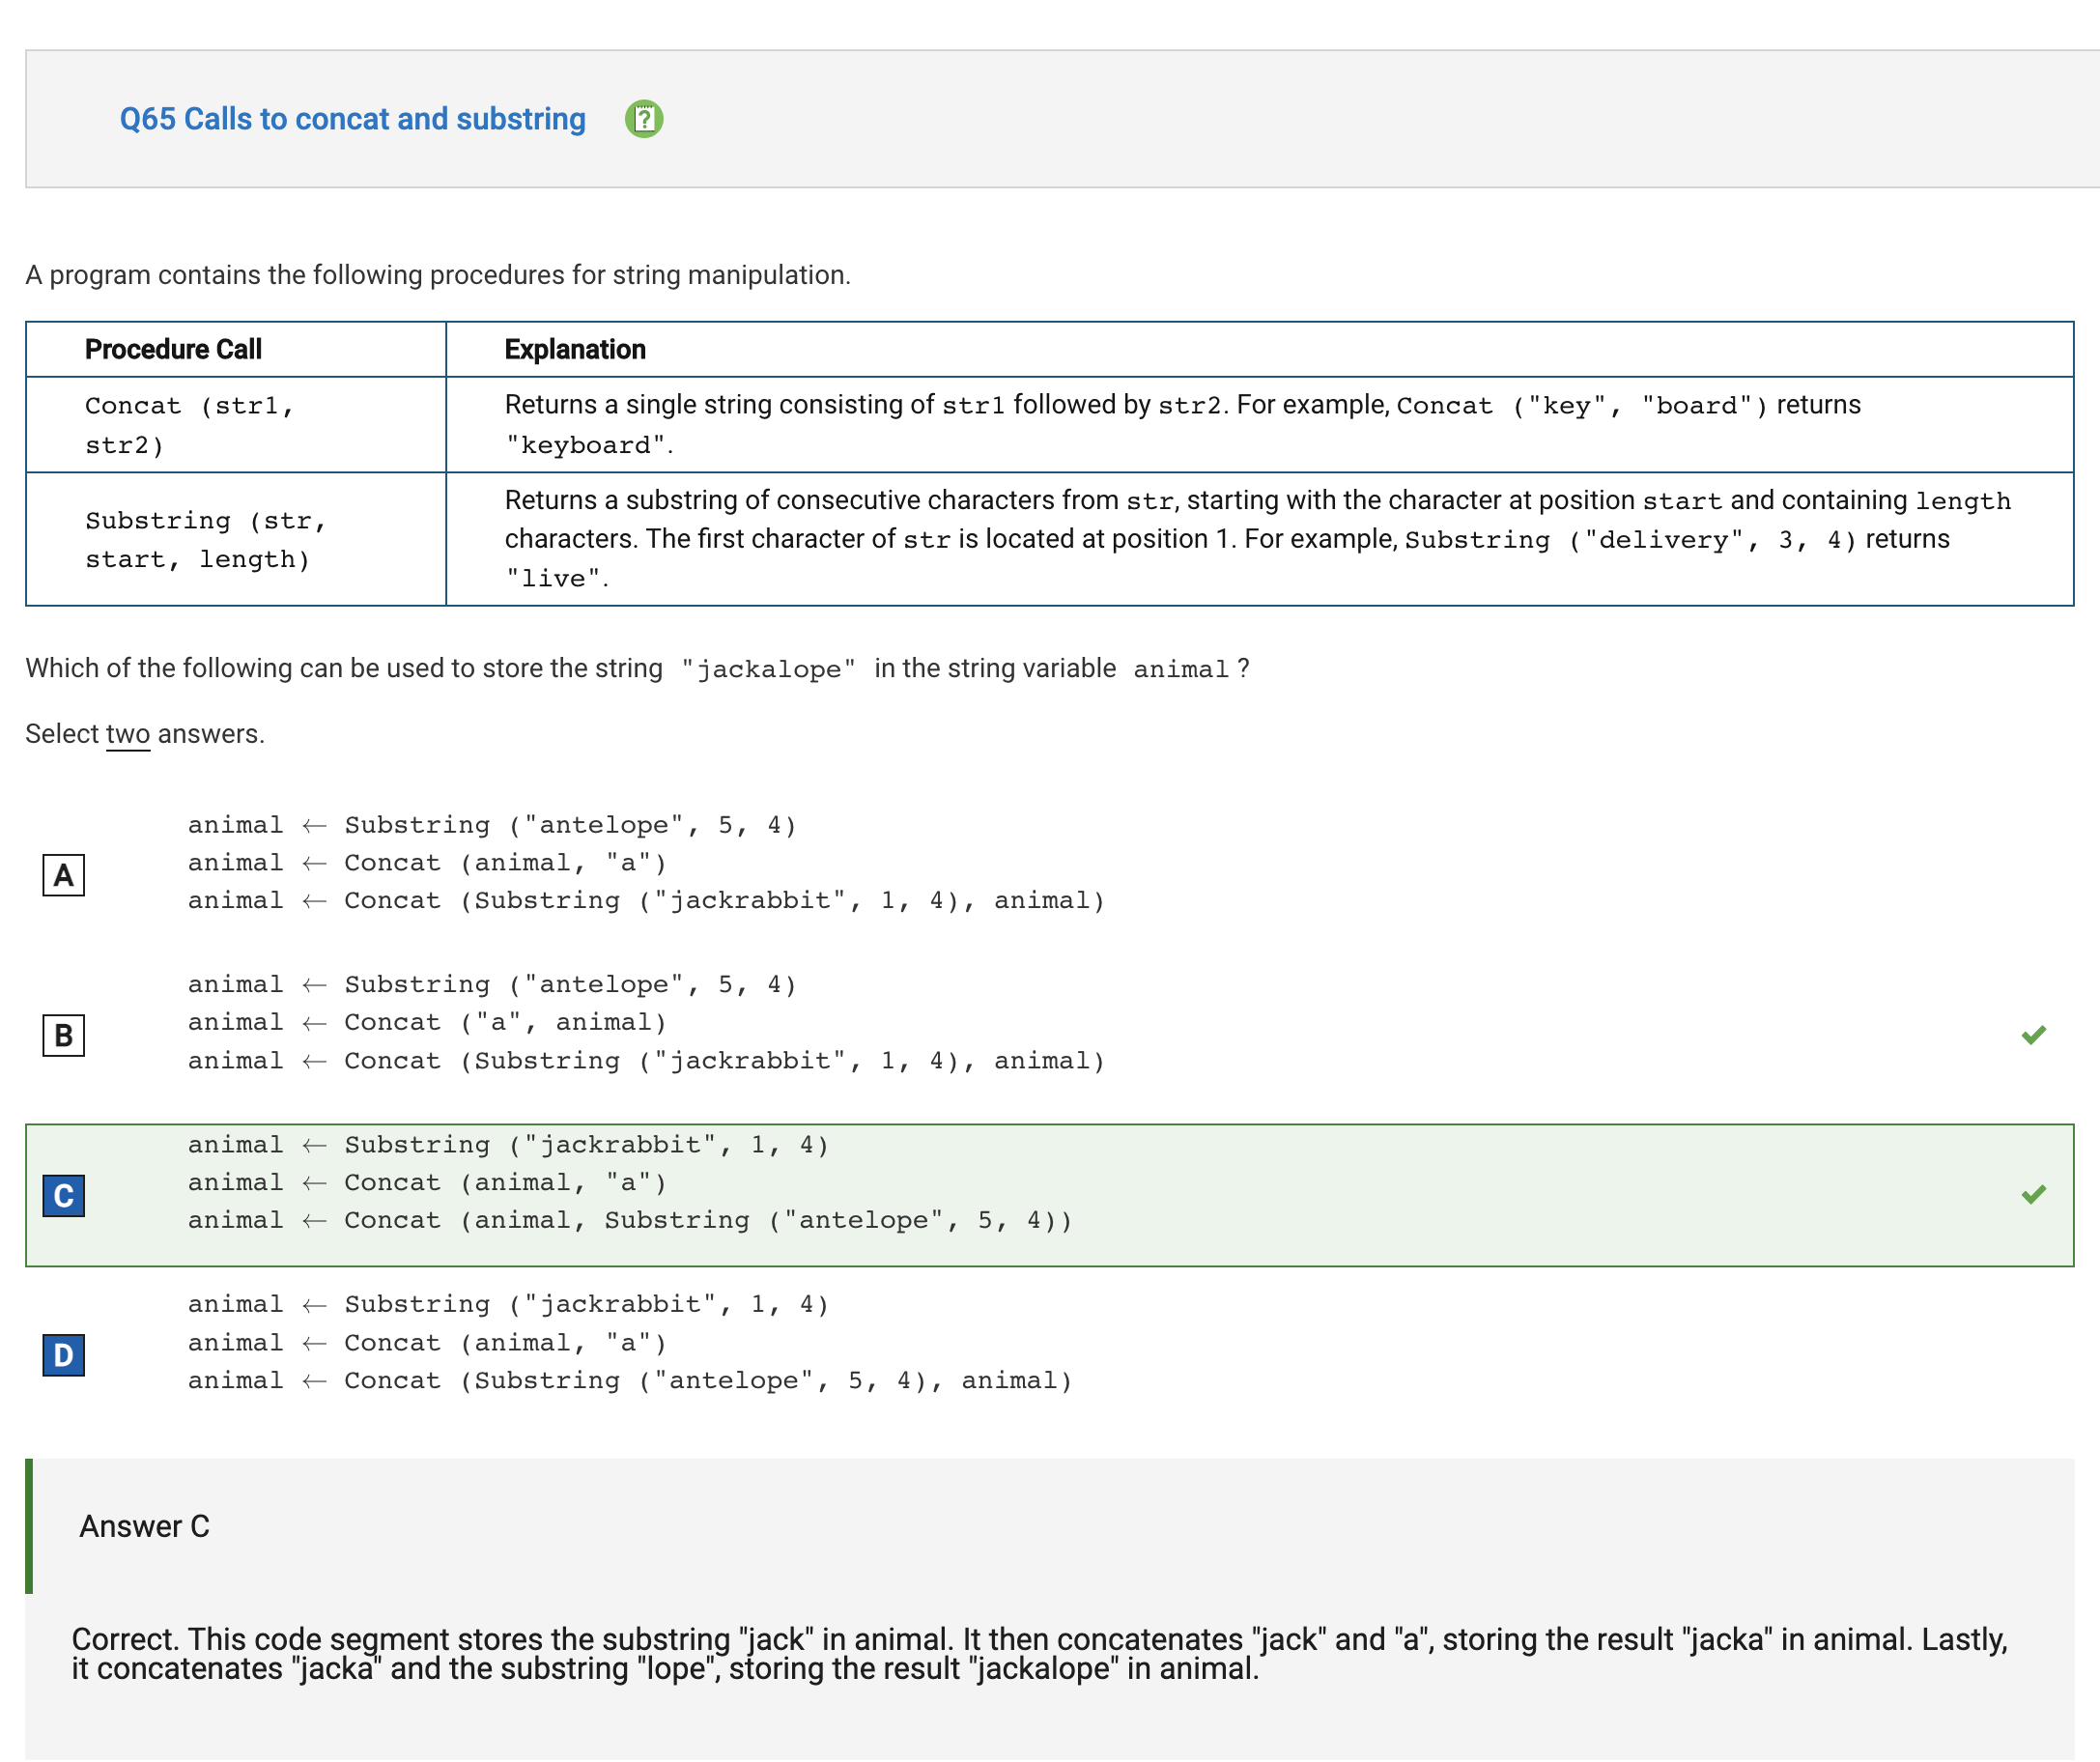 Q65 Calls to concat and substring
A program contains the following procedures for string manipulation.
Procedure Call
Explanation
Concat (str1,
str2)
Returns a single string consisting of str1 followed by str2. For example, Concat ("key", "board") returns
"keyboard".
Substring (str,
start, length)
Returns a substring of consecutive characters from str, starting with the character at position start and containing length
characters. The first character of str is located at position 1. For example, Substring ("delivery", 3, 4) returns
"live".
Which of the following can be used to store the string "jackalope" in the string variable animal ?
Select two answers.
A
animal ← Substring ("antelope", 5, 4)
animal ← Concat (animal, "a")
animal ← Concat (Substring ("jackrabbit", 1, 4), animal)
B
animal ← Substring ("antelope", 5, 4)
animal ← Concat ("a", animal)
animal ← Concat (Substring ("jackrabbit", 1, 4), animal)
C
animal ← Substring ("jackrabbit", 1, 4)
animal ← Concat (animal, "a")
animal ← Concat (animal, Substring ("antelope", 5, 4))
D
animal ← Substring ("jackrabbit", 1, 4)
animal ← Concat (animal, "a")
animal ← Concat (Substring ("antelope", 5, 4), animal)
Answer C
Correct. This code segment stores the substring "jack" in animal. It then concatenates "jack" and "a", storing the result "jacka" in animal. Lastly,
it concatenates "jacka" and the substring "lope", storing the result "jackalope" in animal.